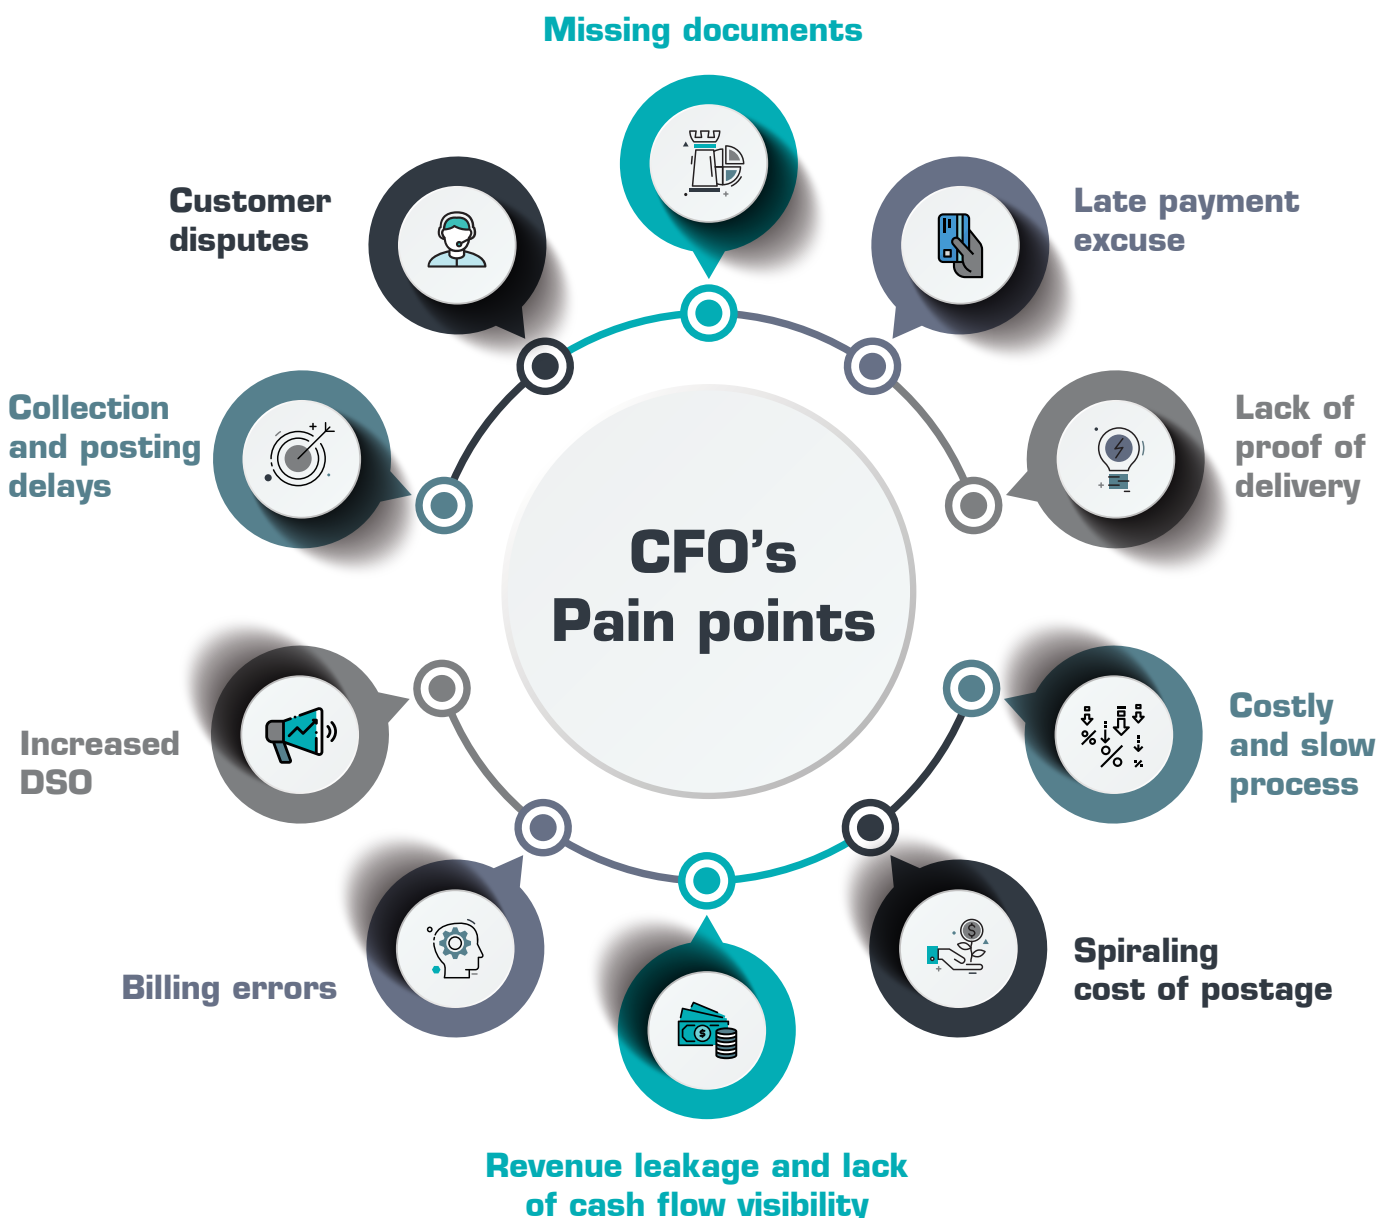 Missing documents
Customer
disputes
Late payment
excuse
Collection
and posting
delays
Lack of
proof of
delivery
CFO’s
Pain points
Increased
DSO
Costly
and slow
process
Billing errors
Spiraling
cost of postage
Revenue leakage and lack
of cash flow visibility